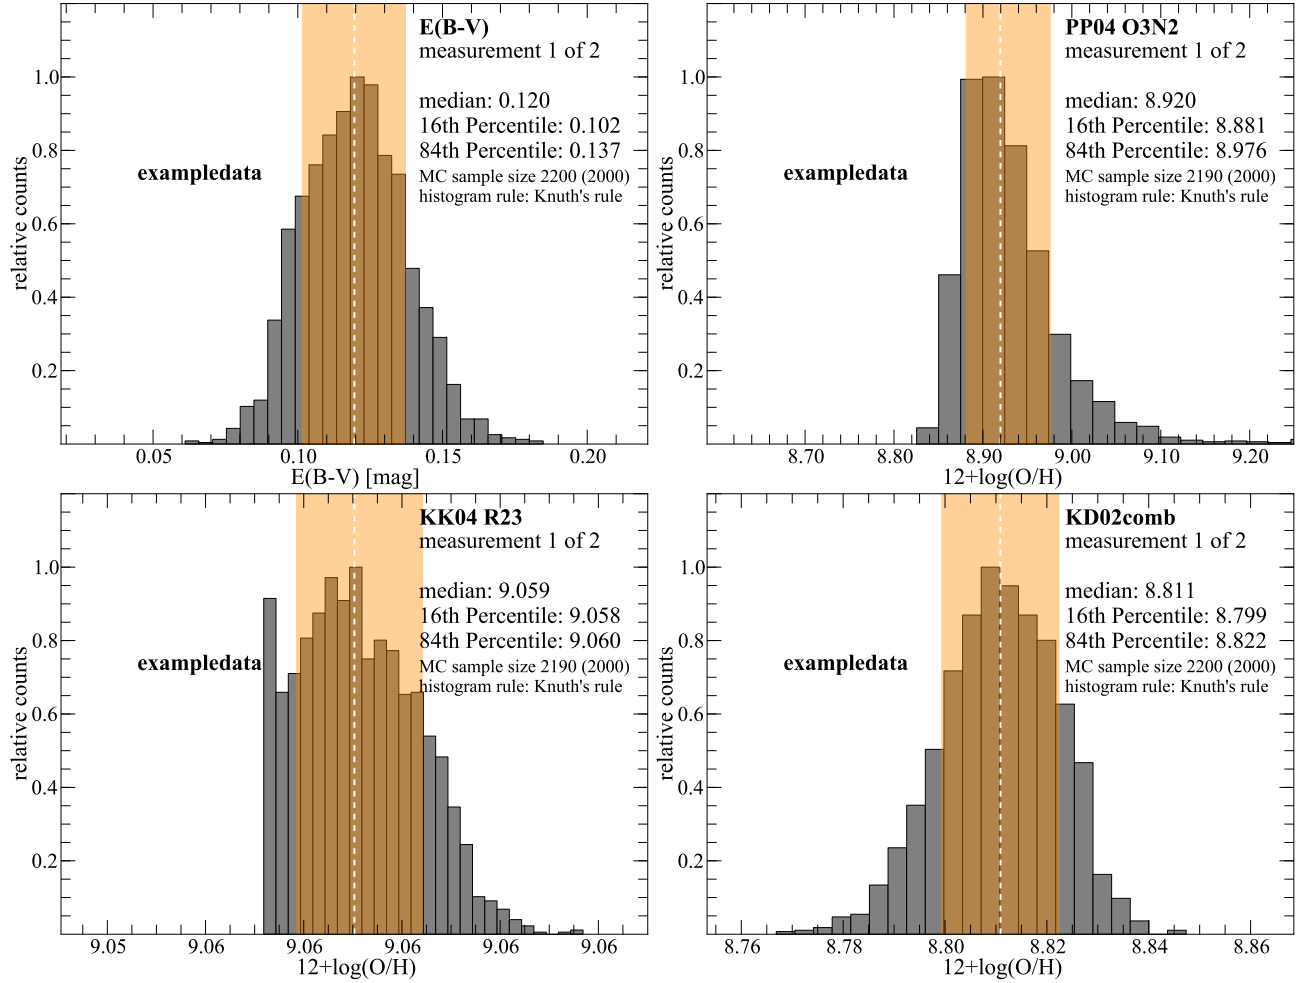 E(B-V)
measurement 1 of 2
median: 0.120
16th Percentile: 0.102
84th Percentile: 0.137
MC sample size 2200 (2000)
histogram rule: Knuth's rule
exampledata
relative counts
1.0
0.8
0.6
0.4
0.2
0.05
0.10
0.15
0.20
E(B-V) [mag]
PP04 O3N2
measurement 1 of 2
median: 8.920
16th Percentile: 8.881
84th Percentile: 8.976
MC sample size 2190 (2000)
histogram rule: Knuth's rule
exampledata
relative counts
1.0
0.8
0.6
0.4
0.2
8.70
8.80
8.90
9.00
9.10
9.20
12+log(O/H)
KK04 R23
measurement 1 of 2
median: 9.059
16th Percentile: 9.058
84th Percentile: 9.060
MC sample size 2190 (2000)
histogram rule: Knuth's rule
exampledata
relative counts
1.0
0.8
0.6
0.4
0.2
9.05
9.06
9.06
9.06
9.06
9.06
12+log(O/H)
KD02comb
measurement 1 of 2
median: 8.811
16th Percentile: 8.799
84th Percentile: 8.822
MC sample size 2200 (2000)
histogram rule: Knuth's rule
exampledata
relative counts
1.0
0.8
0.6
0.4
0.2
8.76
8.78
8.80
8.82
8.84
8.86
12+log(O/H)